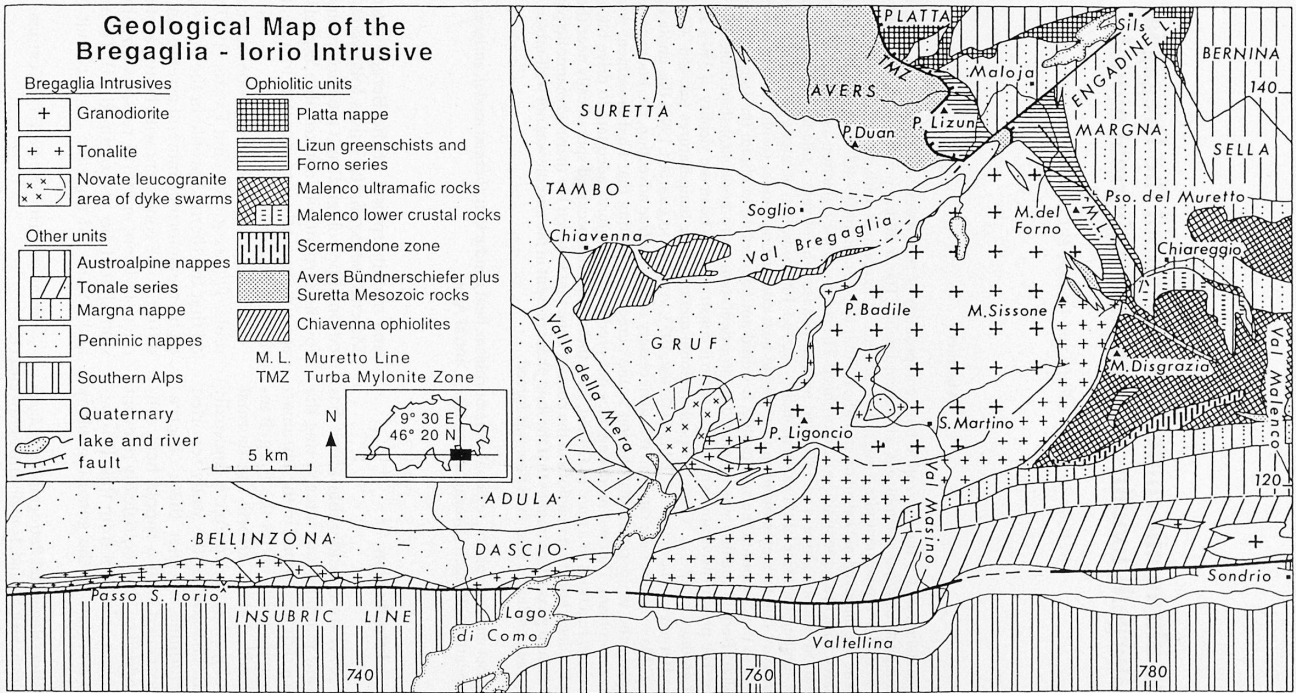 Geological Map of the
Bregaglia - Iorio Intrusive
Bregaglia Intrusives
Granodiorite
Tonalite
Novate leucogranite
area of dyke swarms
Other units
Austroalpine nappes
Tonale series
Margna nappe
Penninic nappes
Southern Alps
Quaternary
lake and river
fault
Ophiolitic units
Platta nappe
Lizun greenschists and
Forno series
Malenco ultramafic rocks
Malenco lower crustal rocks
Scermendone zone
Avers Bündnerschiefer plus
Suretta Mesozoic rocks
Chiavenna ophiolites
M. L. Muretto Line
TMZ Turba Mylonite Zone
N
5 km
9° 30 E
46° 20 N
PLATTA
Sils
ENGADINE L.
BERNINA
TMZ
Maloja
140
AVERS
SURETTA
P. Lizun
P.Duan
MARGNA
SELLA
TAMBO
Pso. del Muretto
Soglio
M. del
Forno
M L.
Chiavenna
Val Bregaglia
Chiareggio
P. Badile
M. Sissone
GRUF
Valle della Mera
M. Disgrazia
Val Malenco
P. Ligoncio
S.Martino
Val Masino
120
ADULA
BELLINZONA
DASCIO
Passo S. Iorio
Sondrio
INSUBRIC LINE
Lago
di Como
Valtellina
740
760
780